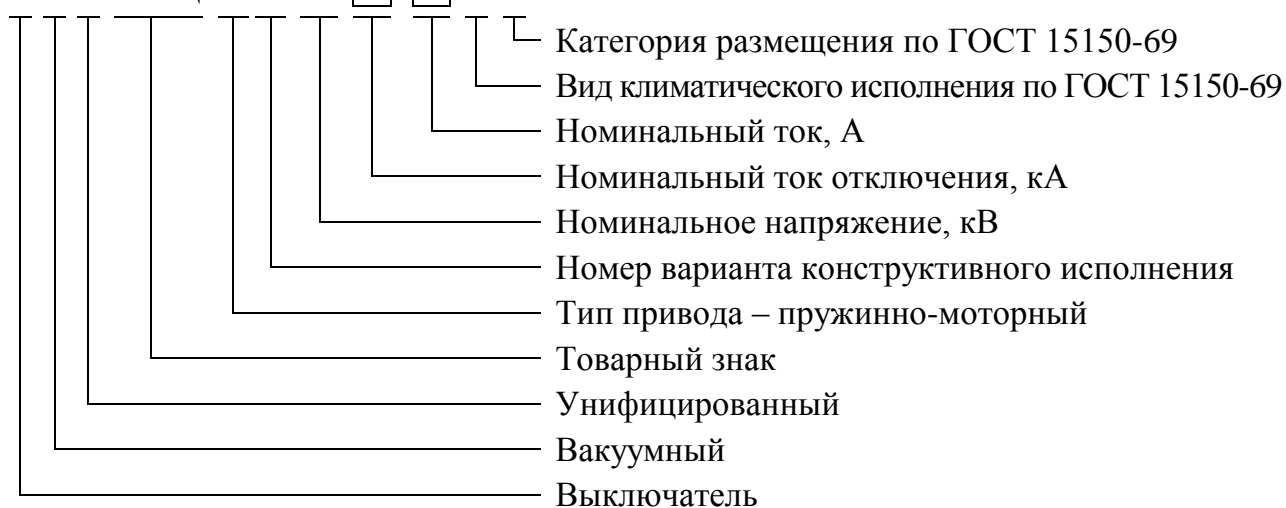 Категория размещения по ГОСТ 15150-69
Вид климатического исполнения по ГОСТ 15150-69
Номинальный ток, А
Номинальный ток отключения, кА
Номинальное напряжение, кВ
Номер варианта конструктивного исполнения
Тип привода – пружинно-моторный
Товарный знак
Унифицированный
Вакуумный
Выключатель